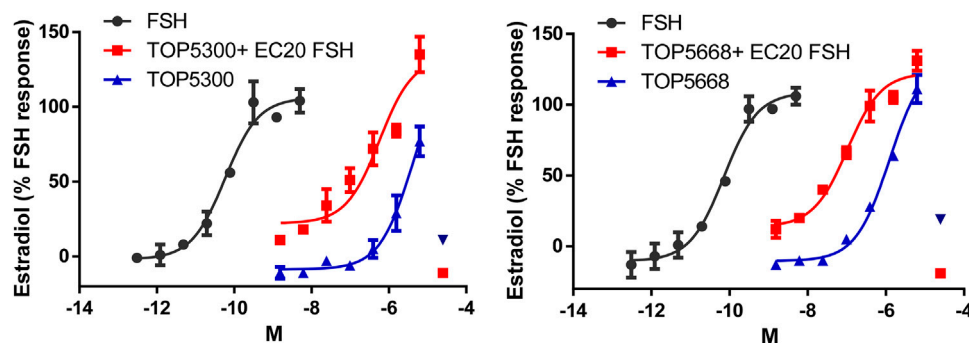 FSH
TOP5300+ EC20 FSH
TOP5300
Estradiol (% FSH response)
150
100
50
0
-14
-12
-10
-8
-6
-4
M
FSH
TOP5668+ EC20 FSH
TOP5668
Estradiol (% FSH response)
150
100
50
0
-14
-12
-10
-8
-6
-4
M